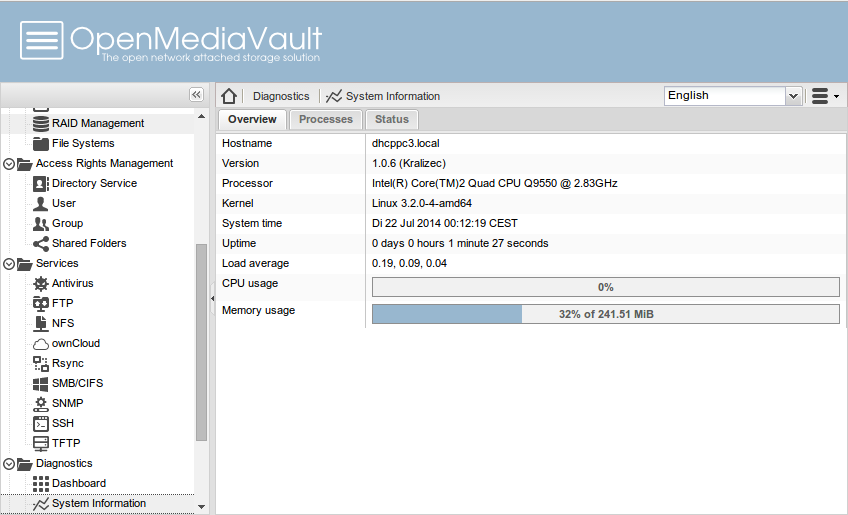 OpenMediaVault
The open network attached storage solution
Diagnostics
System Information
English
RAID Management
File Systems
Access Rights Management
Directory Service
User
Group
Shared Folders
Services
Antivirus
FTP
NFS
ownCloud
Rsync
SMB/CIFS
SNMP
SSH
TFTP
Diagnostics
Dashboard
System Information
Overview Processes Status
Hostname dhcppc3.local
Version 1.0.6 (Kralizec)
Processor Intel(R) Core(TM)2 Quad CPU Q9550 @ 2.83GHz
Kernel Linux 3.2.0-4-amd64
System time Di 22 Jul 2014 00:12:19 CEST
Uptime 0 days 0 hours 1 minute 27 seconds
Load average 0.19, 0.09, 0.04
CPU usage 0%
Memory usage 32% of 241.51 MiB